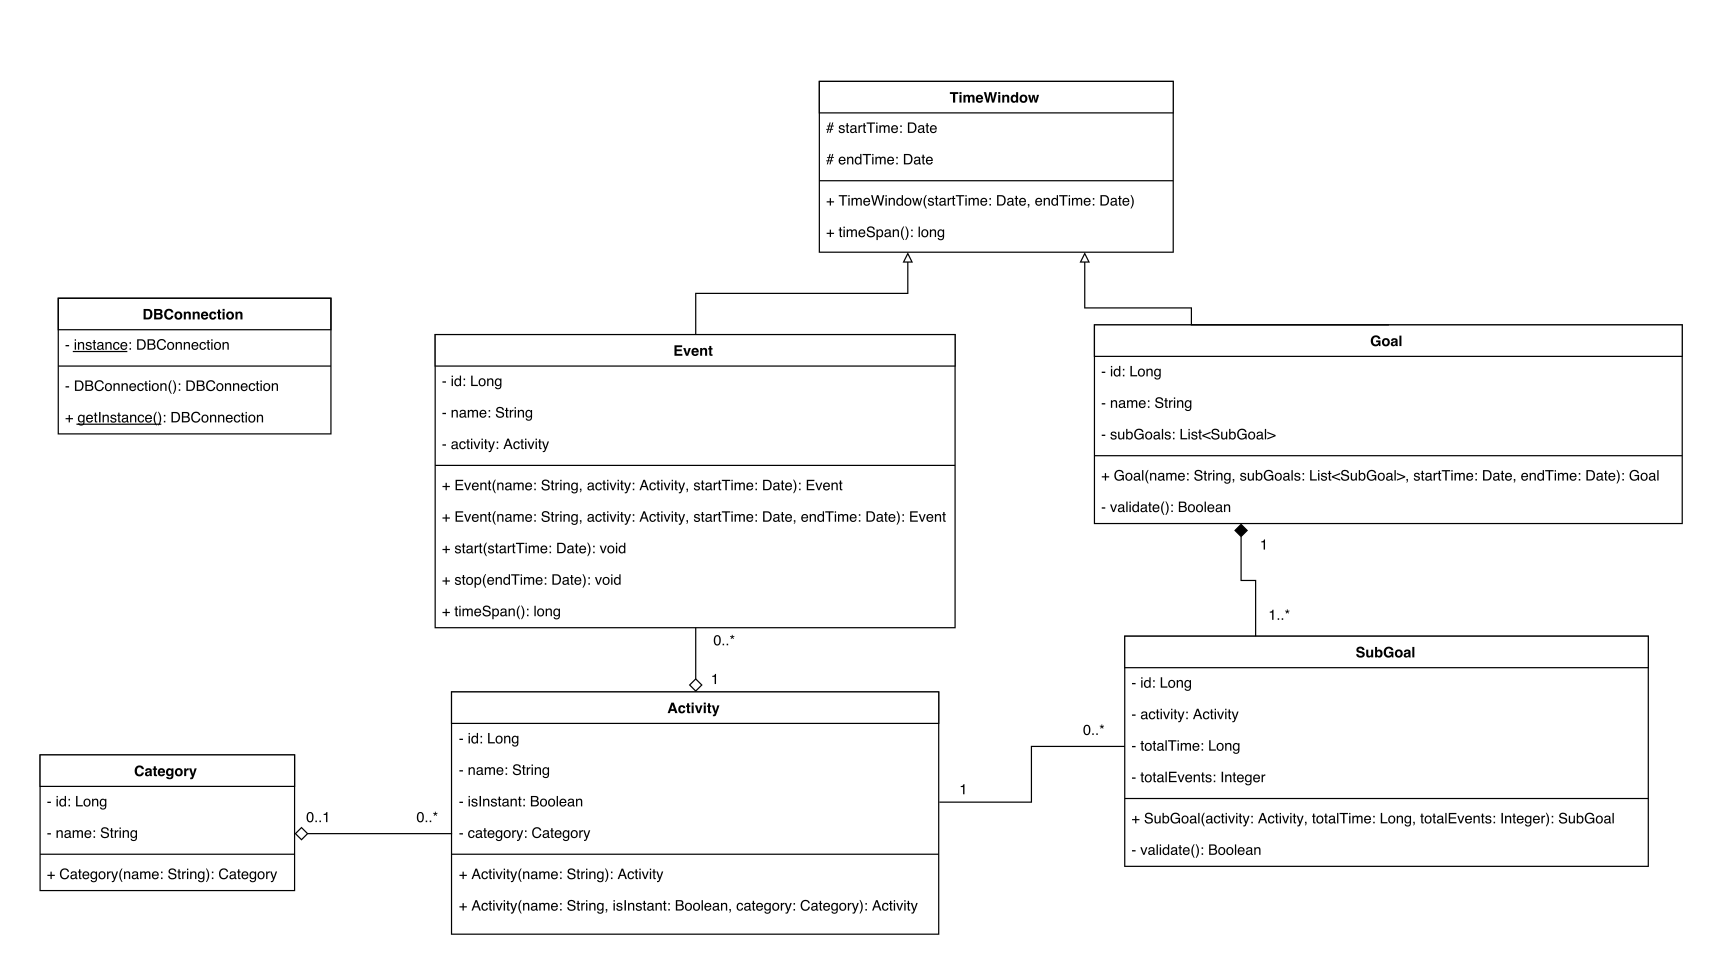 TimeWindow
# startTime: Date
# endTime: Date
+ TimeWindow(startTime: Date, endTime: Date)
+ timeSpan(): long
DBConnection
- instance: DBConnection
- DBConnection(): DBConnection
+ getInstance(): DBConnection
Event
- id: Long
- name: String
- activity: Activity
+ Event(name: String, activity: Activity, startTime: Date): Event
+ Event(name: String, activity: Activity, startTime: Date, endTime: Date): Event
+ start(startTime: Date): void
+ stop(endTime: Date): void
+ timeSpan(): long
Goal
- id: Long
- name: String
- subGoals: List<SubGoal>
+ Goal(name: String, subGoals: List<SubGoal>, startTime: Date, endTime: Date): Goal
- validate(): Boolean
1
1..*
0..*
1
SubGoal
- id: Long
- activity: Activity
- totalTime: Long
- totalEvents: Integer
+ SubGoal(activity: Activity, totalTime: Long, totalEvents: Integer): SubGoal
- validate(): Boolean
Activity
- id: Long
- name: String
- isInstant: Boolean
- category: Category
+ Activity(name: String): Activity
+ Activity(name: String, isInstant: Boolean, category: Category): Activity
0..*
1
Category
- id: Long
- name: String
+ Category(name: String): Category
0..1
0..*